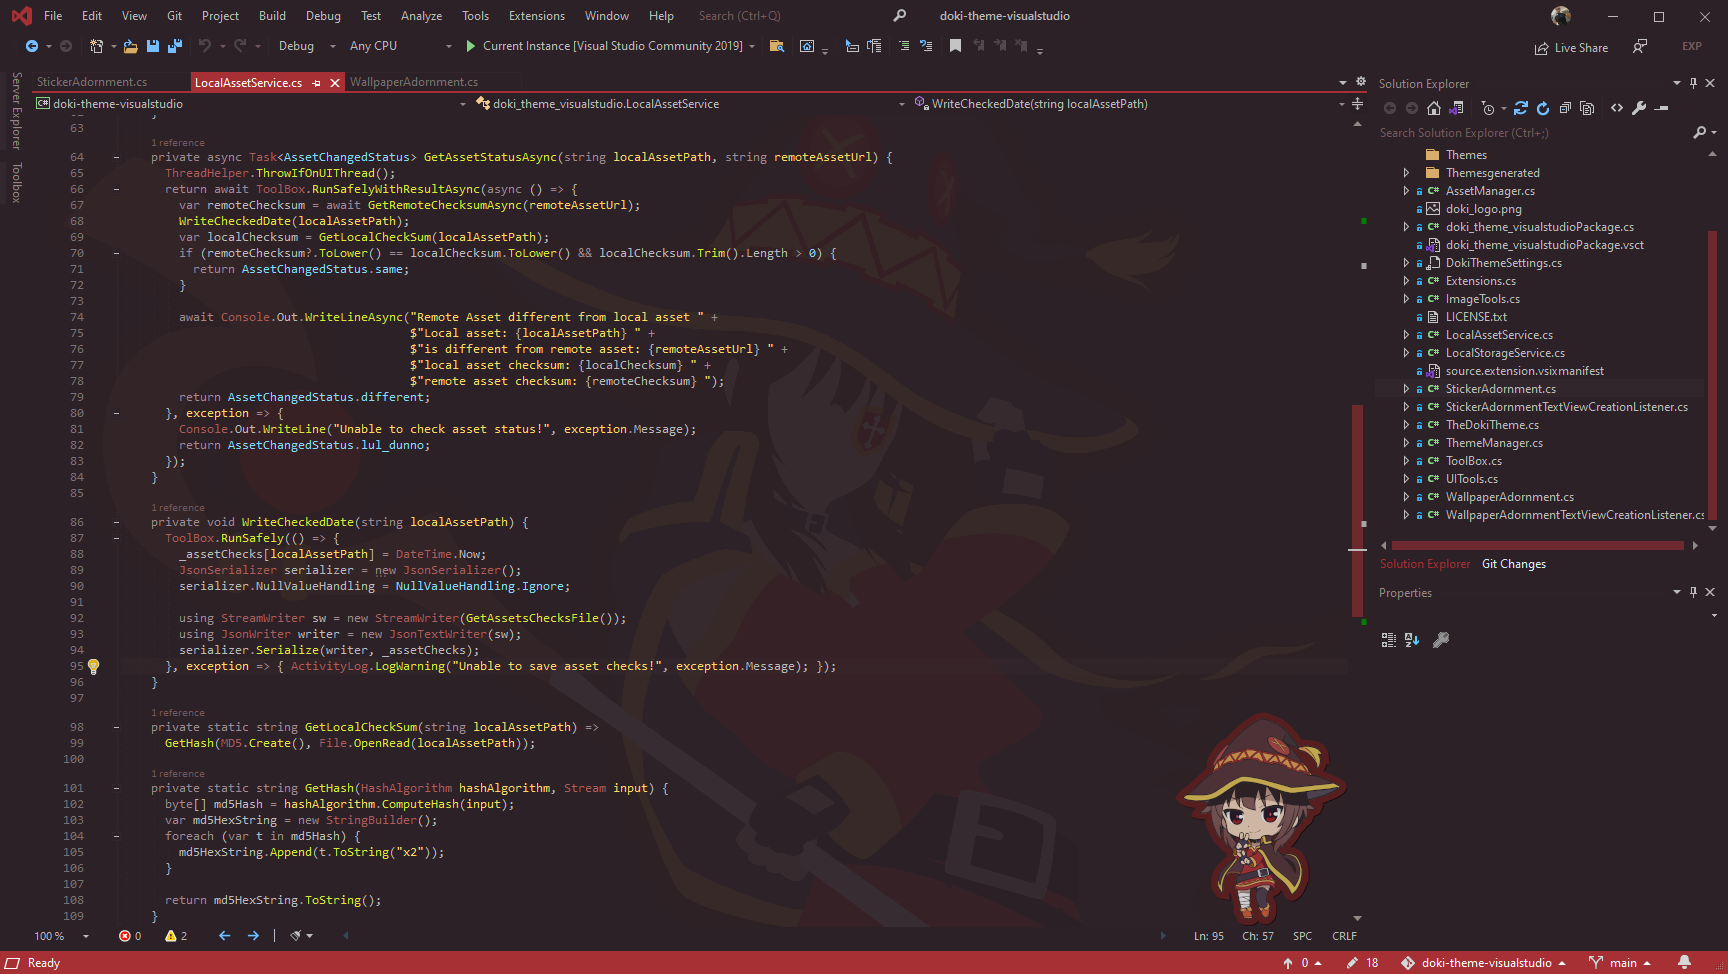 File Edit View Git Project Build Debug Test Analyze Tools Extensions Window Help Search (Ctrl+Q) doki-theme-visualstudio
Debug Any CPU Current Instance [Visual Studio Community 2019] Live Share EXP
Server Explorer
Toolbox
StickerAdornment.cs LocalAssetService.cs WallpaperAdornment.cs
doki-theme-visualstudio doki_theme_visualstudio.LocalAssetService WriteCheckedDate(string localAssetPath)
63
1 reference
64 private async Task<AssetChangedStatus> GetAssetStatusAsync(string localAssetPath, string remoteAssetUrl) {
65 ThreadHelper.ThrowIfOnUIThread();
66 return await ToolBox.RunSafelyWithResultAsync(async () => {
67 var remoteChecksum = await GetRemoteChecksumAsync(remoteAssetUrl);
68 WriteCheckedDate(localAssetPath);
69 var localChecksum = GetLocalCheckSum(localAssetPath);
70 if (remoteChecksum?.ToLower() == localChecksum.ToLower() && localChecksum.Trim().Length > 0) {
71 return AssetChangedStatus.same;
72 }
73
74 await Console.Out.WriteLineAsync("Remote Asset different from local asset " +
75 $"Local asset: {localAssetPath} " +
76 $"is different from remote asset: {remoteAssetUrl} " +
77 $"local asset checksum: {localChecksum} " +
78 $"remote asset checksum: {remoteChecksum} ");
79 return AssetChangedStatus.different;
80 }, exception => {
81 Console.Out.WriteLine("Unable to check asset status!", exception.Message);
82 return AssetChangedStatus.lul_dunno;
83 });
84 }
85
1 reference
86 private void WriteCheckedDate(string localAssetPath) {
87 ToolBox.RunSafely(() => {
88 _assetChecks[localAssetPath] = DateTime.Now;
89 JsonSerializer serializer = new JsonSerializer();
90 serializer.NullValueHandling = NullValueHandling.Ignore;
91
92 using StreamWriter sw = new StreamWriter(GetAssetsChecksFile());
93 using JsonWriter writer = new JsonTextWriter(sw);
94 serializer.Serialize(writer, _assetChecks);
95 }, exception => { ActivityLog.LogWarning("Unable to save asset checks!", exception.Message); });
96 }
97
1 reference
98 private static string GetLocalCheckSum(string localAssetPath) =>
99 GetHash(MD5.Create(), File.OpenRead(localAssetPath));
100
1 reference
101 private static string GetHash(HashAlgorithm hashAlgorithm, Stream input) {
102 byte[] md5Hash = hashAlgorithm.ComputeHash(input);
103 var md5HexString = new StringBuilder();
104 foreach (var t in md5Hash) {
105 md5HexString.Append(t.ToString("x2"));
106 }
107
108 return md5HexString.ToString();
109 }
100 % 0 2 Ln: 95 Ch: 57 SPC CRLF
Solution Explorer
Search Solution Explorer (Ctrl+;)
Themes
Themesgenerated
AssetManager.cs
doki_logo.png
doki_theme_visualstudioPackage.cs
doki_theme_visualstudioPackage.vsct
DokiThemeSettings.cs
Extensions.cs
ImageTools.cs
LICENSE.txt
LocalAssetService.cs
LocalStorageService.cs
source.extension.vsixmanifest
StickerAdornment.cs
StickerAdornmentTextViewCreationListener.cs
TheDokiTheme.cs
ThemeManager.cs
ToolBox.cs
UITools.cs
WallpaperAdornment.cs
WallpaperAdornmentTextViewCreationListener.cs
Solution Explorer Git Changes
Properties
Ready 0 18 doki-theme-visualstudio main